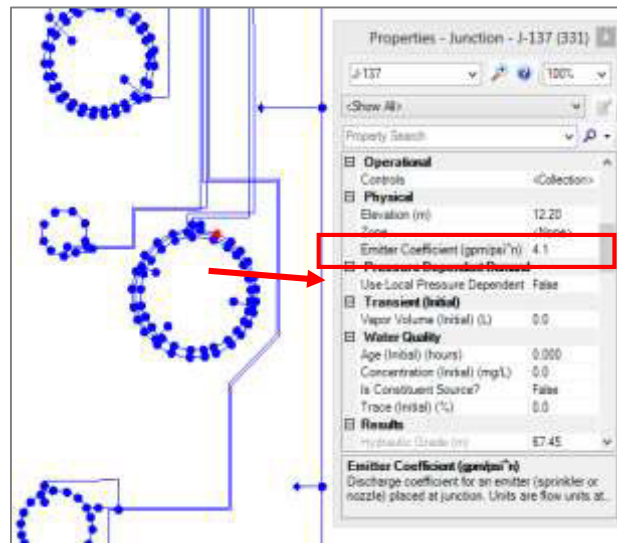 Properties - Junction - J-137 (331)
J-137 100%
<Show All>
Property Search
Operational
Controls <Collection>
Physical
Elevation (m) 12.20
Zone <None>
Emitter Coefficient (gpm/psi^n) 4.1
Pressure Dependent Demand
Use Local Pressure Dependent False
Transient (Initial)
Vapor Volume (Initial) (L) 0.0
Water Quality
Age (Initial) (hours) 0.000
Concentration (Initial) (mg/L) 0.0
Is Constituent Source? False
Trace (Initial) (%) 0.0
Results
Hydraulic Grade (m) 67.45
Emitter Coefficient (gpm/psi^n)
Discharge coefficient for an emitter (sprinkler or
nozzle) placed at junction. Units are flow units at..